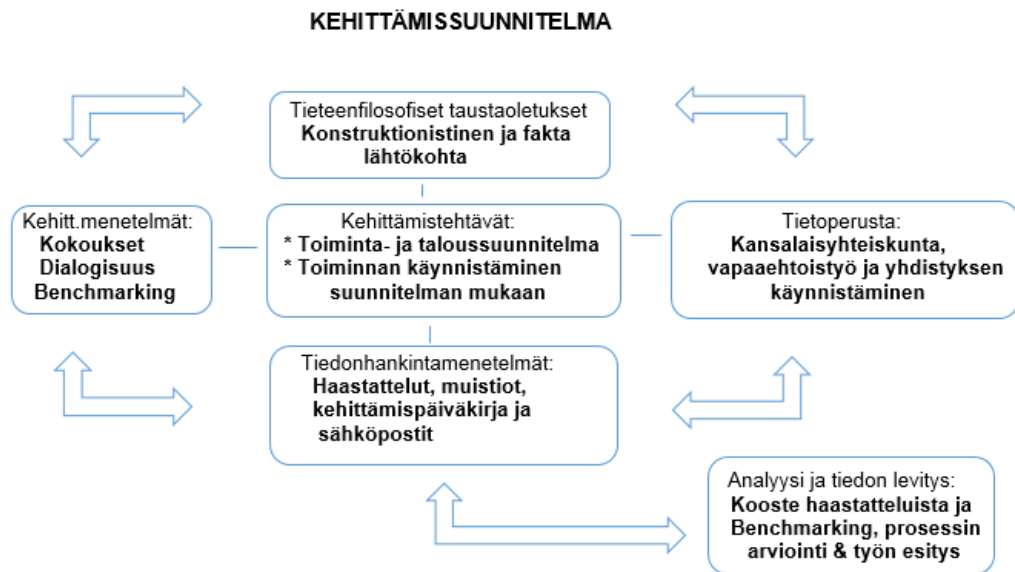 KEHITTÄMISSUUNNITELMA
Tieteenfilosofiset taustaoletukset
Konstruktionistinen ja fakta
lähtökohta
Kehitt.menetelmät:
Kokoukset
Dialogisuus
Benchmarking
Kehittämistehtävät:
* Toiminta- ja taloussuunnitelma
* Toiminnan käynnistäminen
suunnitelman mukaan
Tietoperusta:
Kansalaisyhteiskunta,
vapaaehtoistyö ja yhdistyksen
käynnistäminen
Tiedonhankintamenetelmät:
Haastattelut, muistiot,
kehittämispäiväkirja ja
sähköpostit
Analyysi ja tiedon levitys:
Kooste haastatteluista ja
Benchmarking, prosessin
arviointi & työn esitys